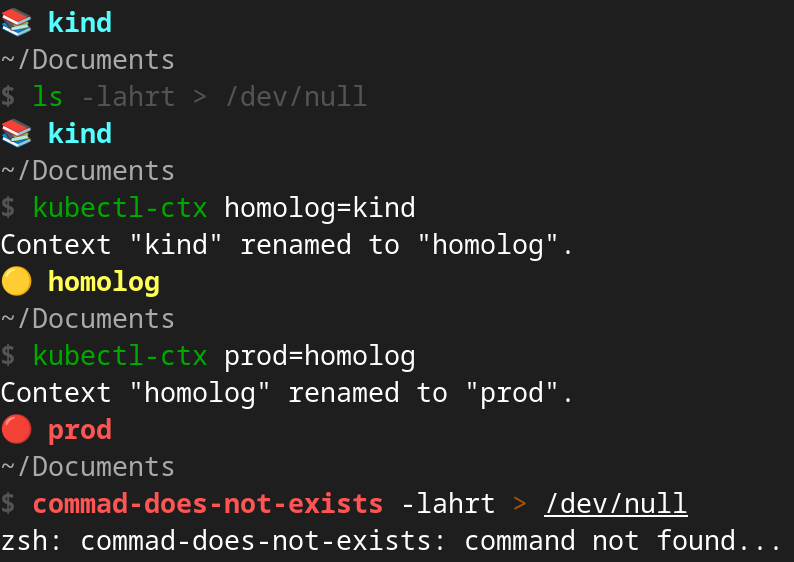 📚 kind
~/Documents
$ ls -lahrt > /dev/null
📚 kind
~/Documents
$ kubectl-ctx homolog=kind
Context "kind" renamed to "homolog".
🟡 homolog
~/Documents
$ kubectl-ctx prod=homolog
Context "homolog" renamed to "prod".
🔴 prod
~/Documents
$ commad-does-not-exists -lahrt > /dev/null
zsh: commad-does-not-exists: command not found...